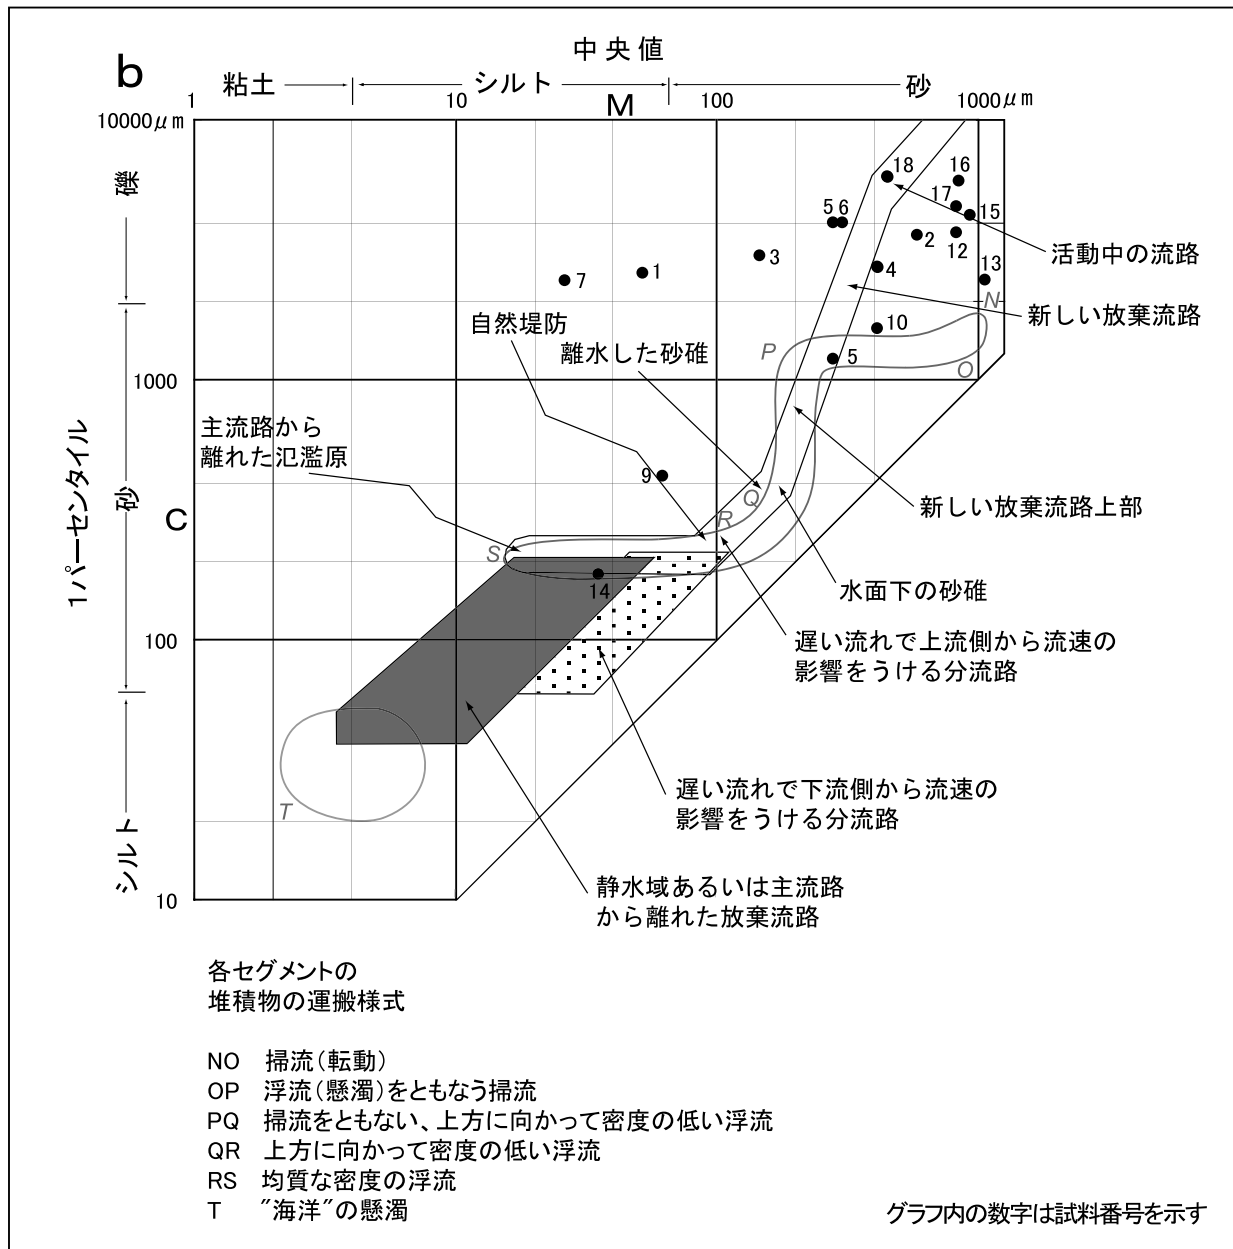 b
中央値
粘土
シルト
砂
M
1
10
100
1000μm
10000μm
礫
砂
シルト
1パーセンタイル
C
1000
100
10
18
16
17
15
5 6
2
12
3
4
13
7
1
N
活動中の流路
新しい放棄流路
自然堤防
離水した砂碓
P
10
5
O
主流路から
離れた氾濫原
9
Q
R
S
新しい放棄流路上部
14
水面下の砂碓
遅い流れで上流側から流速の
影響をうける分流路
T
遅い流れで下流側から流速の
影響をうける分流路
静水域あるいは主流路
から離れた放棄流路
各セグメントの
堆積物の運搬様式
NO 掃流(転動)
OP 浮流(懸濁)をともなう掃流
PQ 掃流をともない、上方に向かって密度の低い浮流
QR 上方に向かって密度の低い浮流
RS 均質な密度の浮流
T ″海洋″の懸濁
グラフ内の数字は試料番号を示す